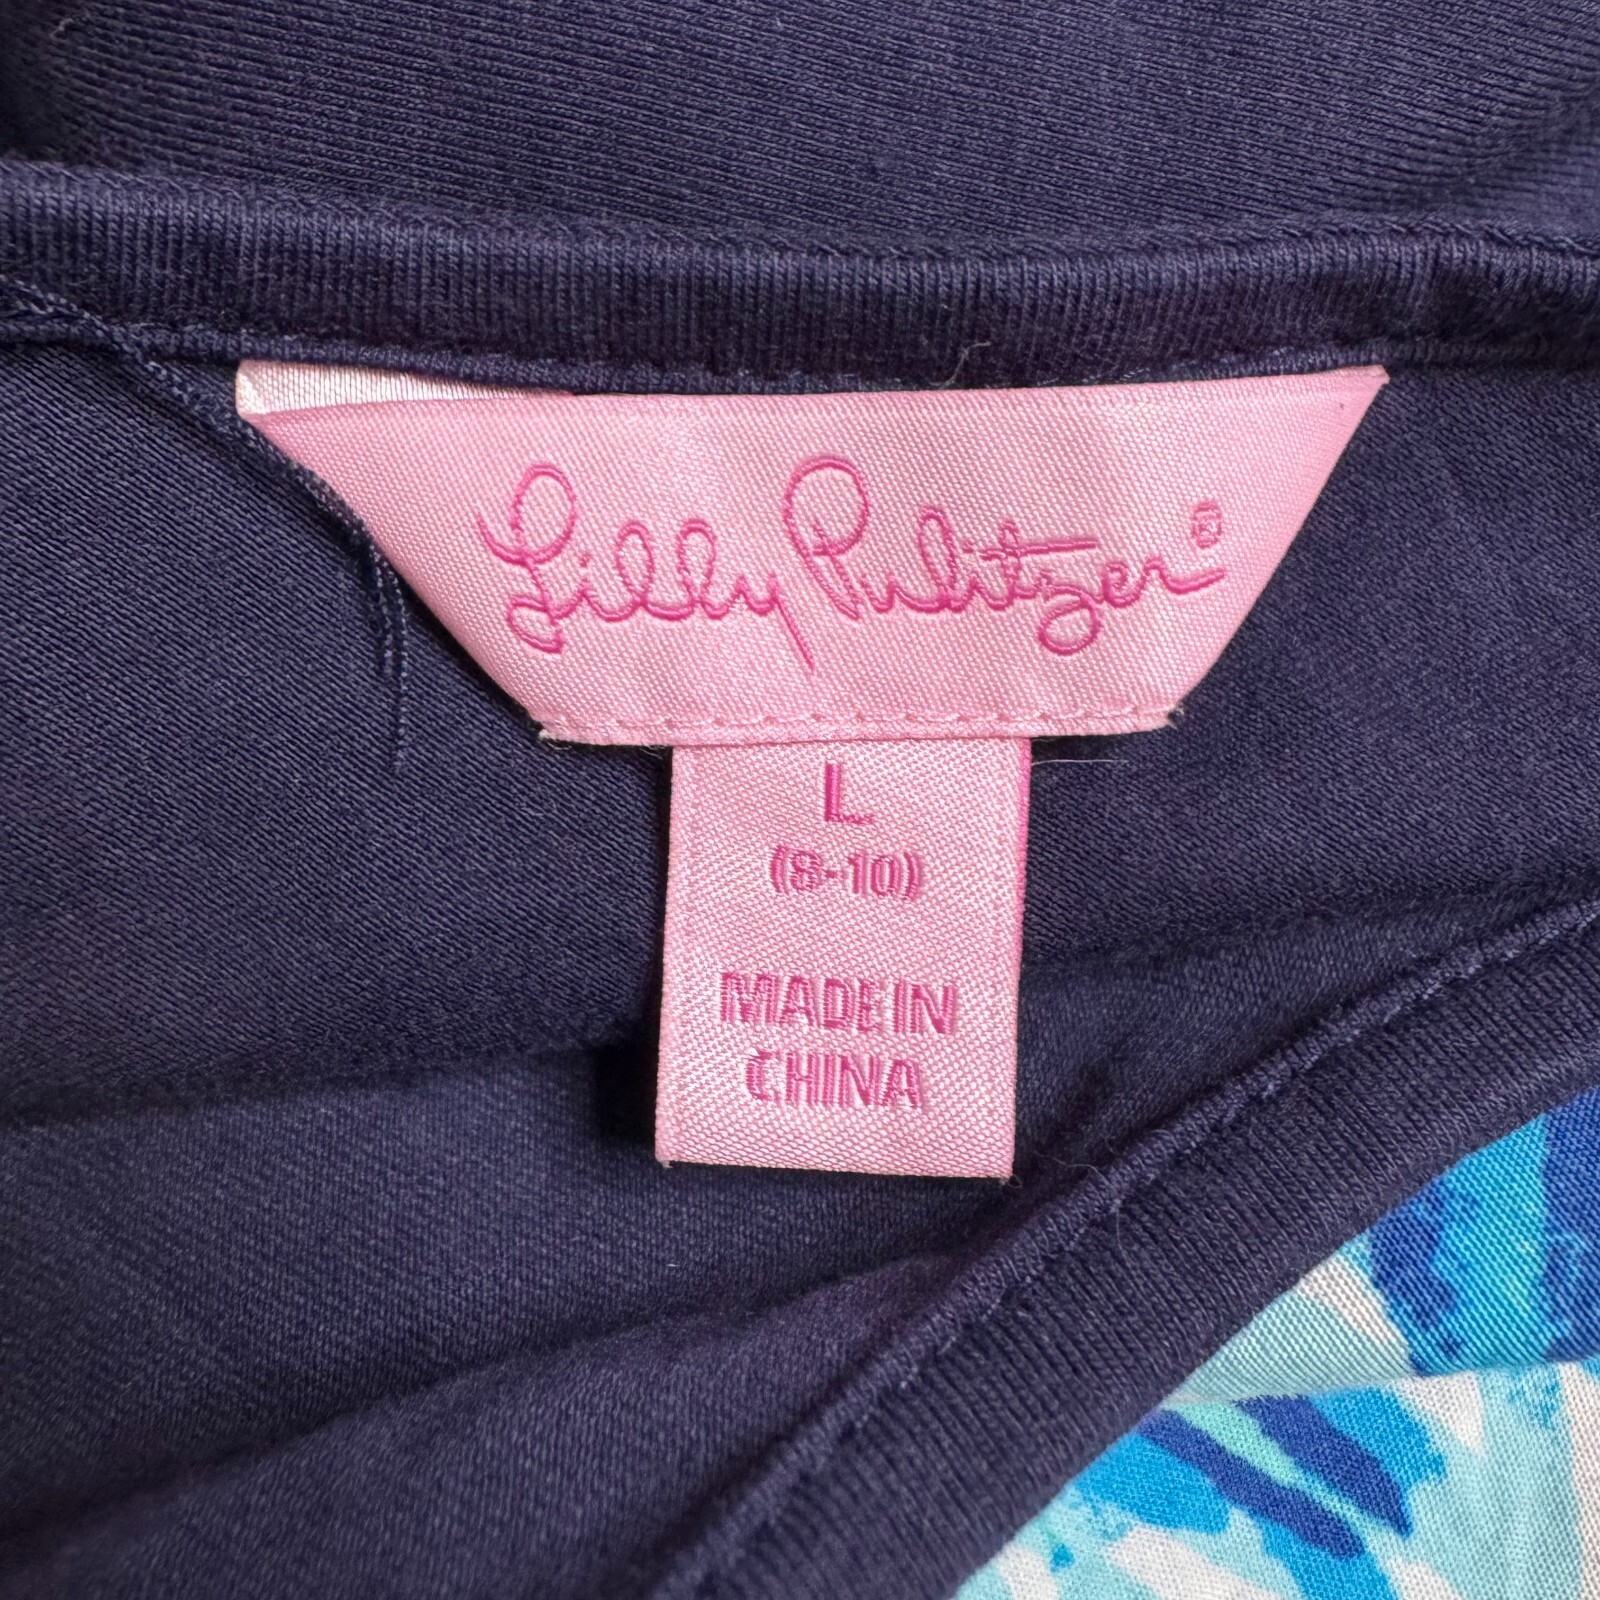 Lilly Pulitzer®
L
(8-10)
MADE IN
CHINA